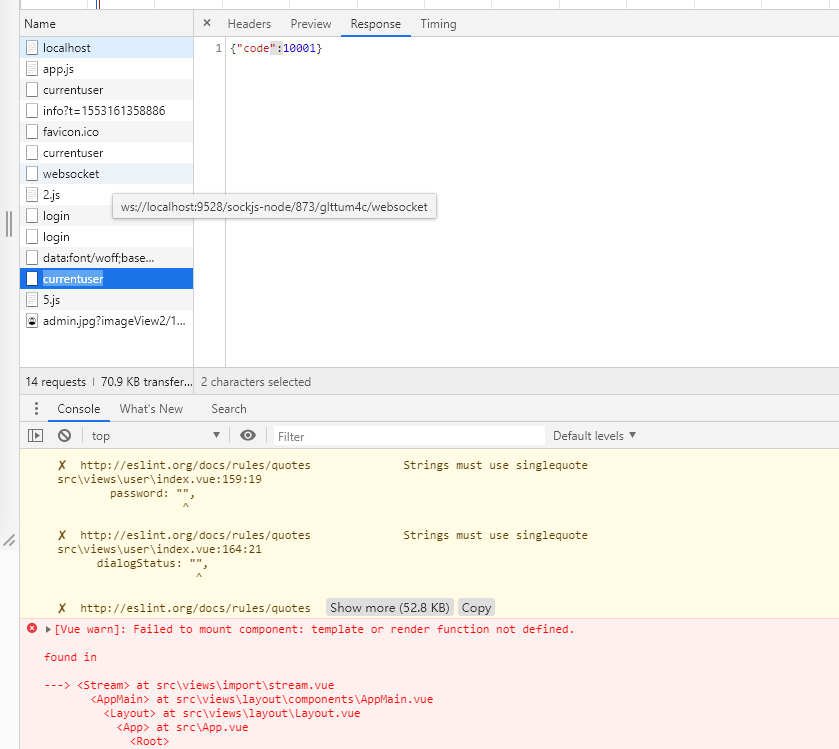 Name
× Headers Preview Response Timing
localhost
app.js
currentuser
info?t=1553161358886
favicon.ico
currentuser
websocket
2.js
login
login
data:font/woff;base...
currentuser
5.js
admin.jpg?imageView2/1...
1 {"code":10001}
ws://localhost:9528/sockjs-node/873/glttum4c/websocket
14 requests | 70.9 KB transfer...
2 characters selected
Console What's New Search
top ▼ Filter Default levels ▼
✘ http://eslint.org/docs/rules/quotes Strings must use singlequote
src\views\user\index.vue:159:19
password: "",
^
✘ http://eslint.org/docs/rules/quotes Strings must use singlequote
src\views\user\index.vue:164:21
dialogStatus: "",
^
✘ http://eslint.org/docs/rules/quotes Show more (52.8 KB) Copy
▶[Vue warn]: Failed to mount component: template or render function not defined.
found in
---> <Stream> at src\views\import\stream.vue
<AppMain> at src\views\layout\components\AppMain.vue
<Layout> at src\views\layout\Layout.vue
<App> at src\App.vue
<Root>